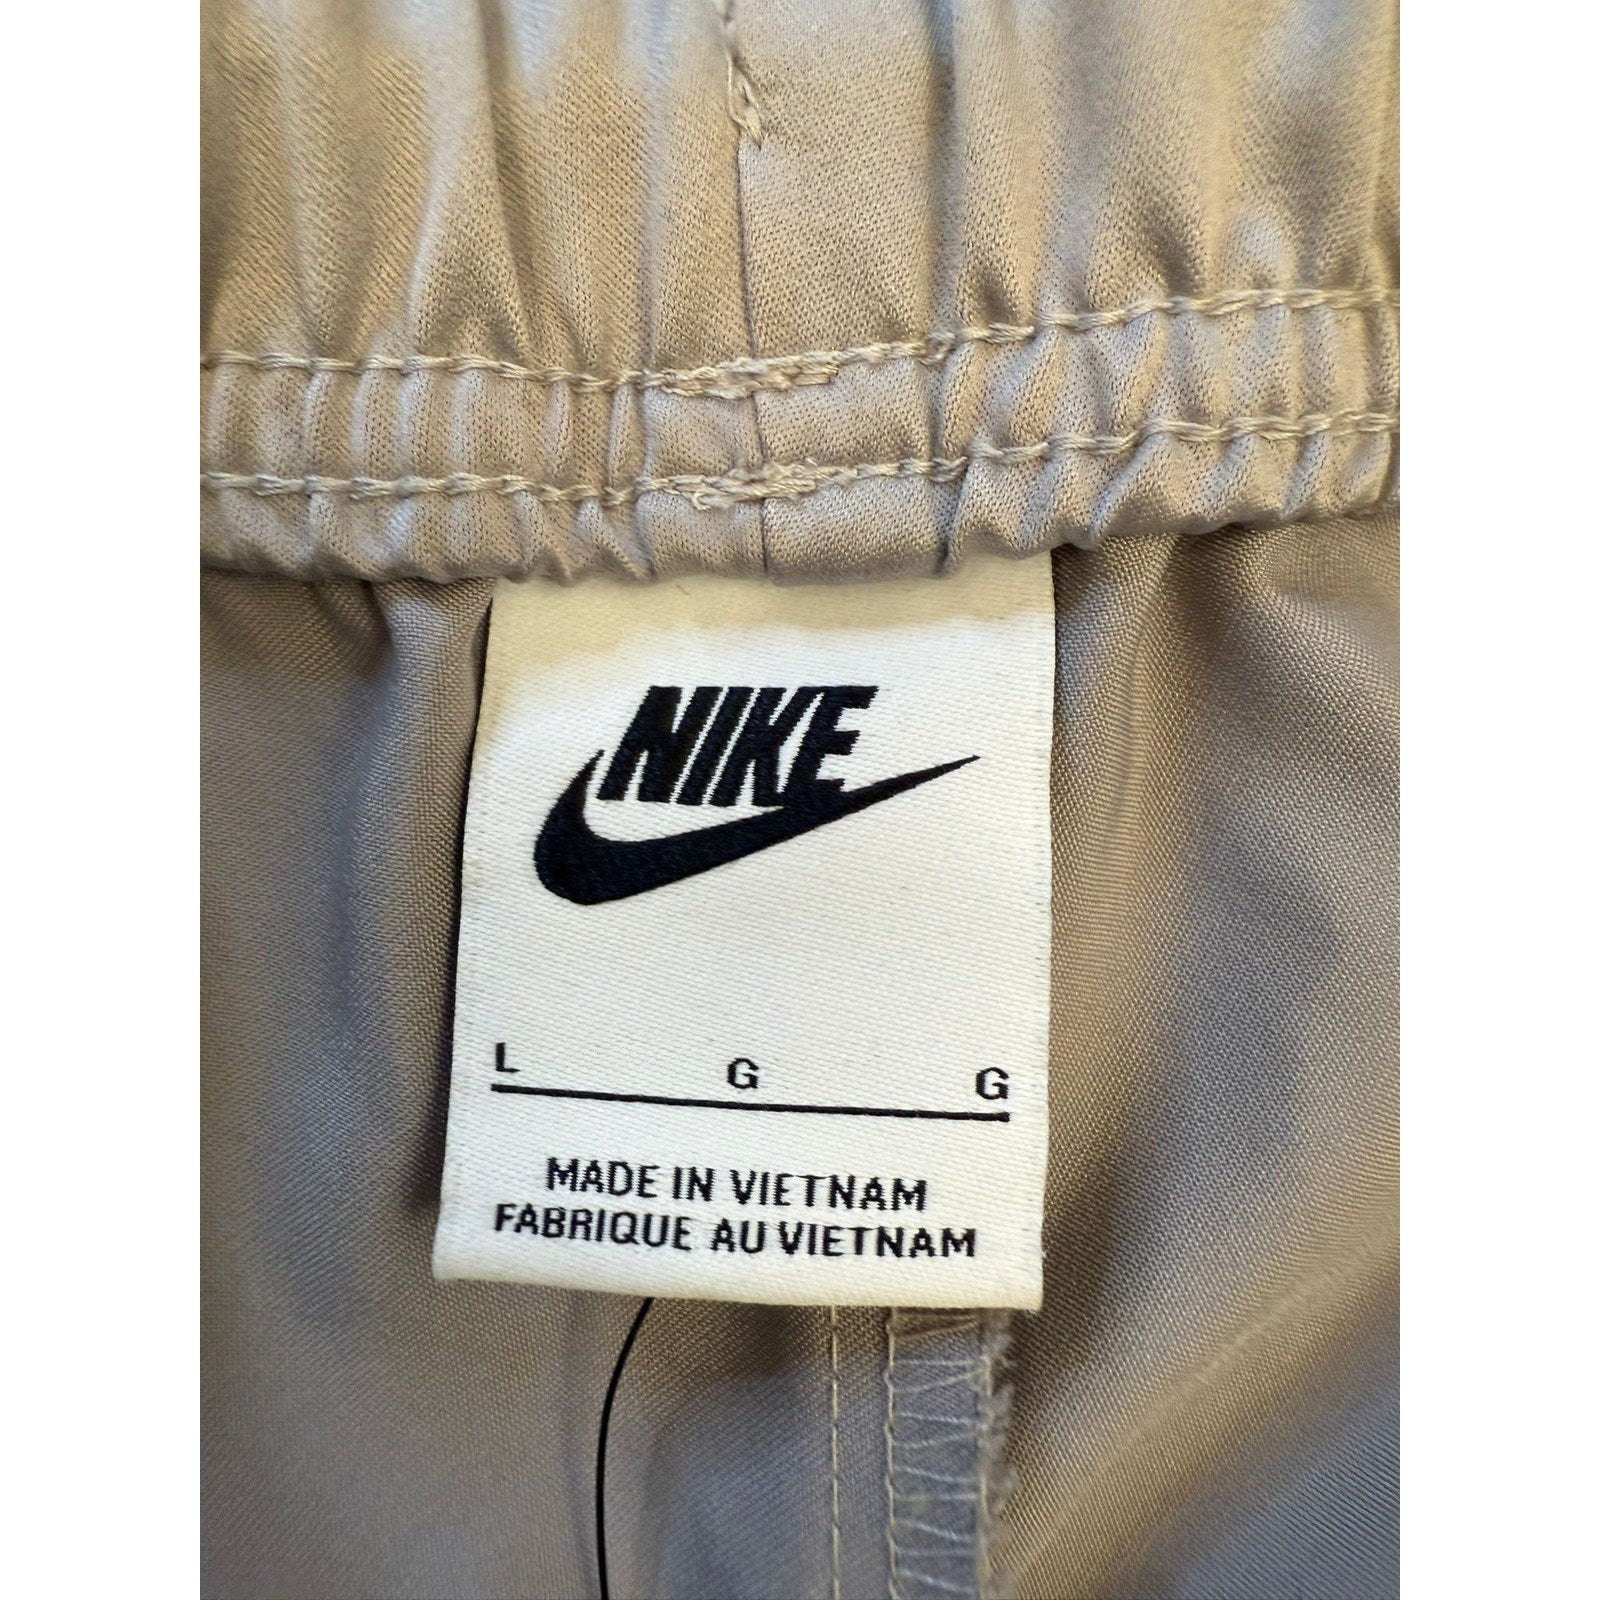 NIKE
L G G
MADE IN VIETNAM
FABRIQUE AU VIETNAM